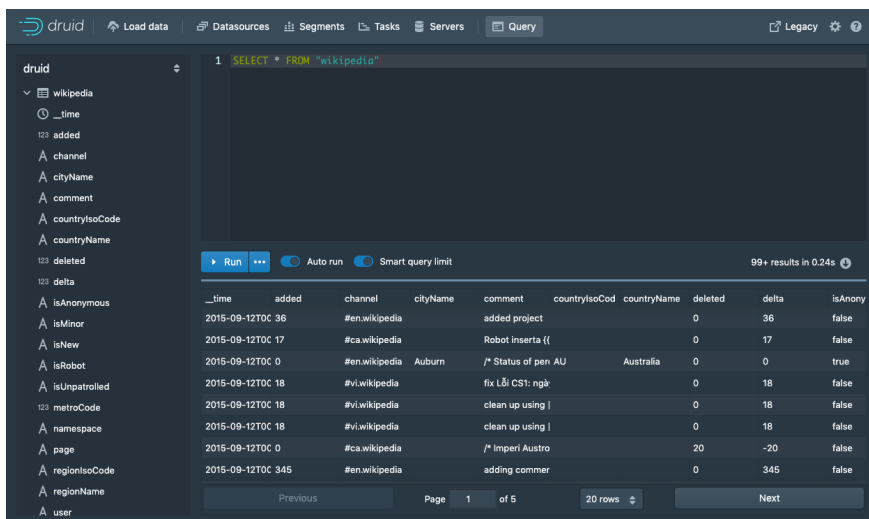 druid Load data Datasources Segments Tasks Servers Query Legacy
druid
wikipedia
__time
123 added
A channel
A cityName
A comment
A countryIsoCode
A countryName
123 deleted
123 delta
A isAnonymous
A isMinor
A isNew
A isRobot
A isUnpatrolled
123 metroCode
A namespace
A page
A regionIsoCode
A regionName
A user
1 SELECT * FROM "wikipedia"
Run Auto run Smart query limit 99+ results in 0.24s
__time added channel cityName comment countryIsoCod countryName deleted delta isAnony
2015-09-12T0C 36 #en.wikipedia added project 0 36 false
2015-09-12T0C 17 #ca.wikipedia Robot inserta {( 0 17 false
2015-09-12T0C 0 #en.wikipedia Auburn /* Status of per AU Australia 0 0 true
2015-09-12T0C 18 #vi.wikipedia fix Lỗi CS1: ngà 0 18 false
2015-09-12T0C 18 #vi.wikipedia clean up using | 0 18 false
2015-09-12T0C 18 #vi.wikipedia clean up using | 0 18 false
2015-09-12T0C 0 #ca.wikipedia /* Imperi Austro 20 -20 false
2015-09-12T0C 345 #en.wikipedia adding commer 0 345 false
Previous Page 1 of 5 20 rows Next